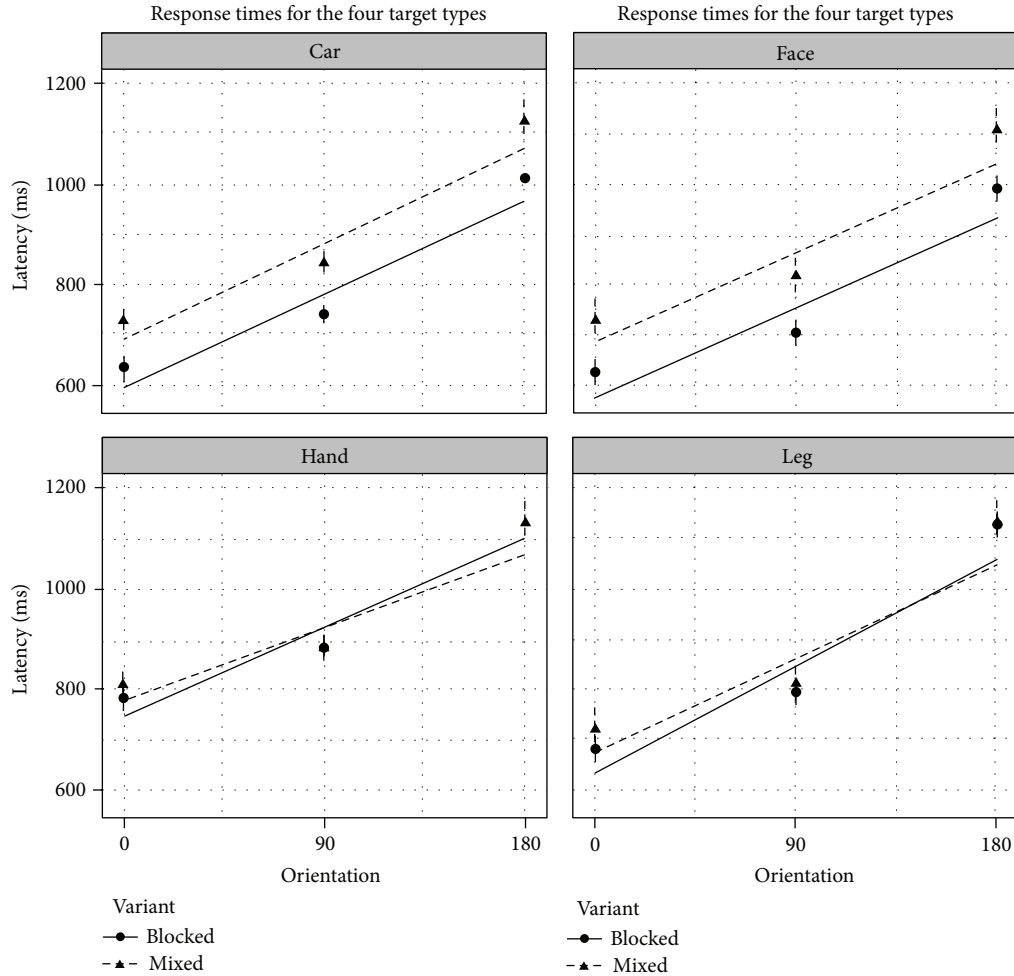 Response times for the four target types
Response times for the four target types
Car
Face
1200
1000
800
600
Latency (ms)
Hand
Leg
1200
1000
800
600
Latency (ms)
0 90 180
0 90 180
Orientation
Orientation
Variant
Blocked
Mixed
Variant
Blocked
Mixed